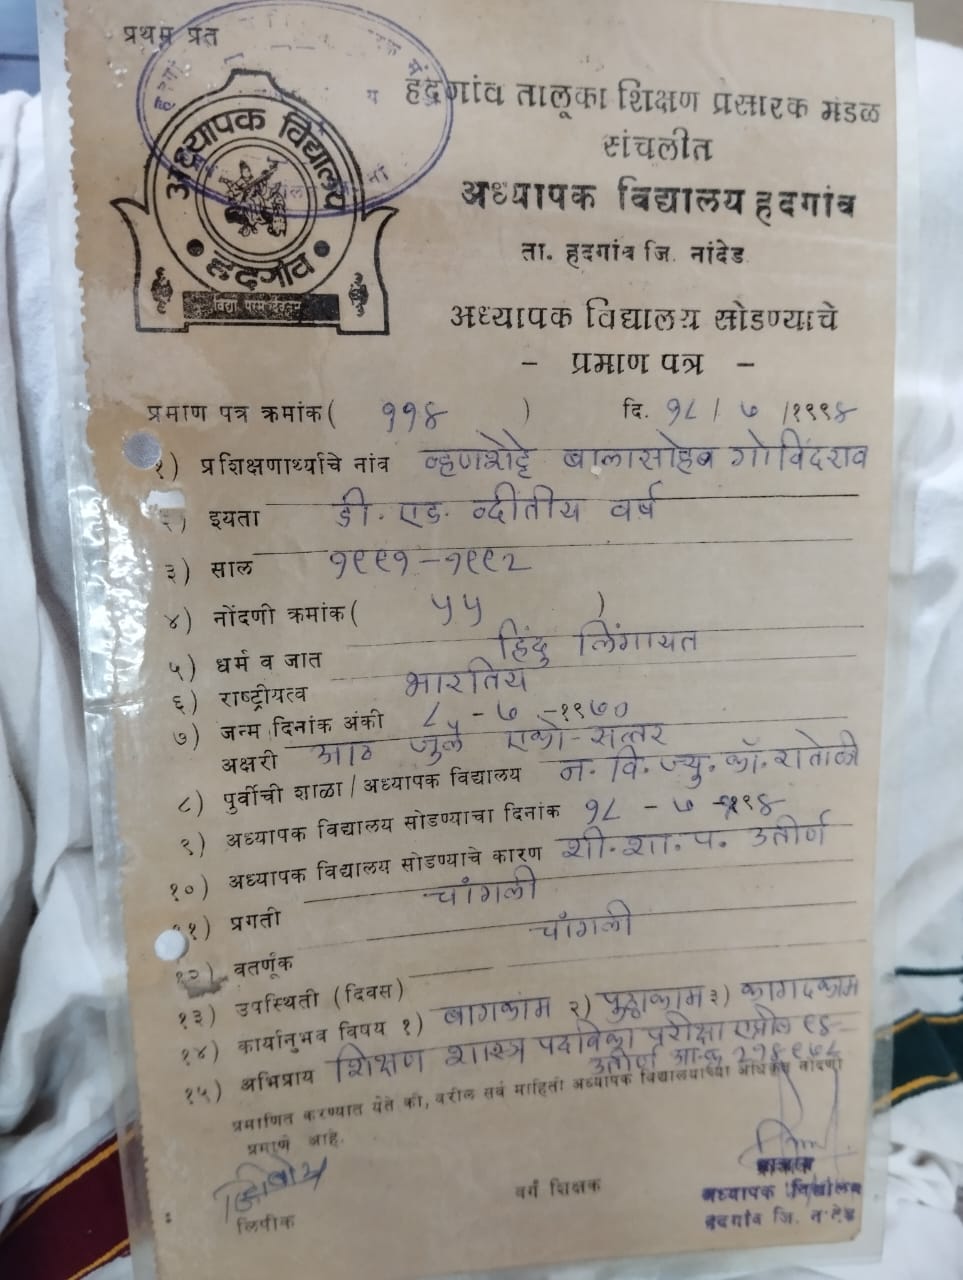 प्रथम प्रत
हदगांव तालूका शिक्षण प्रसारक मंडळ
संचलीत
अध्यापक विद्यालय हदगांव
ता. हदगांव जि. नांदेड
अध्यापक विद्यालय
हदगांव
विद्या परम दैवतम
अध्यापक विद्यालय सोडण्याचे
- प्रमाण पत्र -
प्रमाण पत्र क्रमांक ( ११४ ) दि. १८ / ७ /१९९४
१) प्रशिक्षणार्थ्याचे नांव व्हणशेट्टे बालासोहब गोविंदराव
२) इयता डी. एड. व्दीतीय वर्ष
३) साल १९९१-१९९२
४) नोंदणी क्रमांक ( ५५ )
५) धर्म व जात हिंदु लिंगायत
६) राष्ट्रीयत्व भारतिय
७) जन्म दिनांक अंकी ८ - ७ -१९७०
अक्षरी आठ जुलै एको-सत्तर
८) पुर्वीची शाळा / अध्यापक विद्यालय न. वि. ज्यु. कॉ.
९) अध्यापक विद्यालय सोडण्याचा दिनांक १८ - ७ -
१०) अध्यापक विद्यालय सोडण्याचे कारण शी. शा. प. उतीर्ण
११) प्रगती चांगली
१२) वतर्णूक चांगली
१३) उपस्थिती (दिवस)
१४) कार्यानुभव विषय १) बागकाम २) पुठ्ठाकाम ३) कागदकाम
१५) अभिप्राय शिक्षण शास्त्र पदविका परीक्षा एप्रील ९४
उतीर्ण आ.क्र.
प्रमाणित करण्यात येते की, वरील सर्व माहिती अध्यापक विद्यालयाच्या नोंदणी
प्रमाणे आहे.
लिपीक
वर्ग शिक्षक
अध्यापक विद्यालय
हदगांव जि. नांदेड